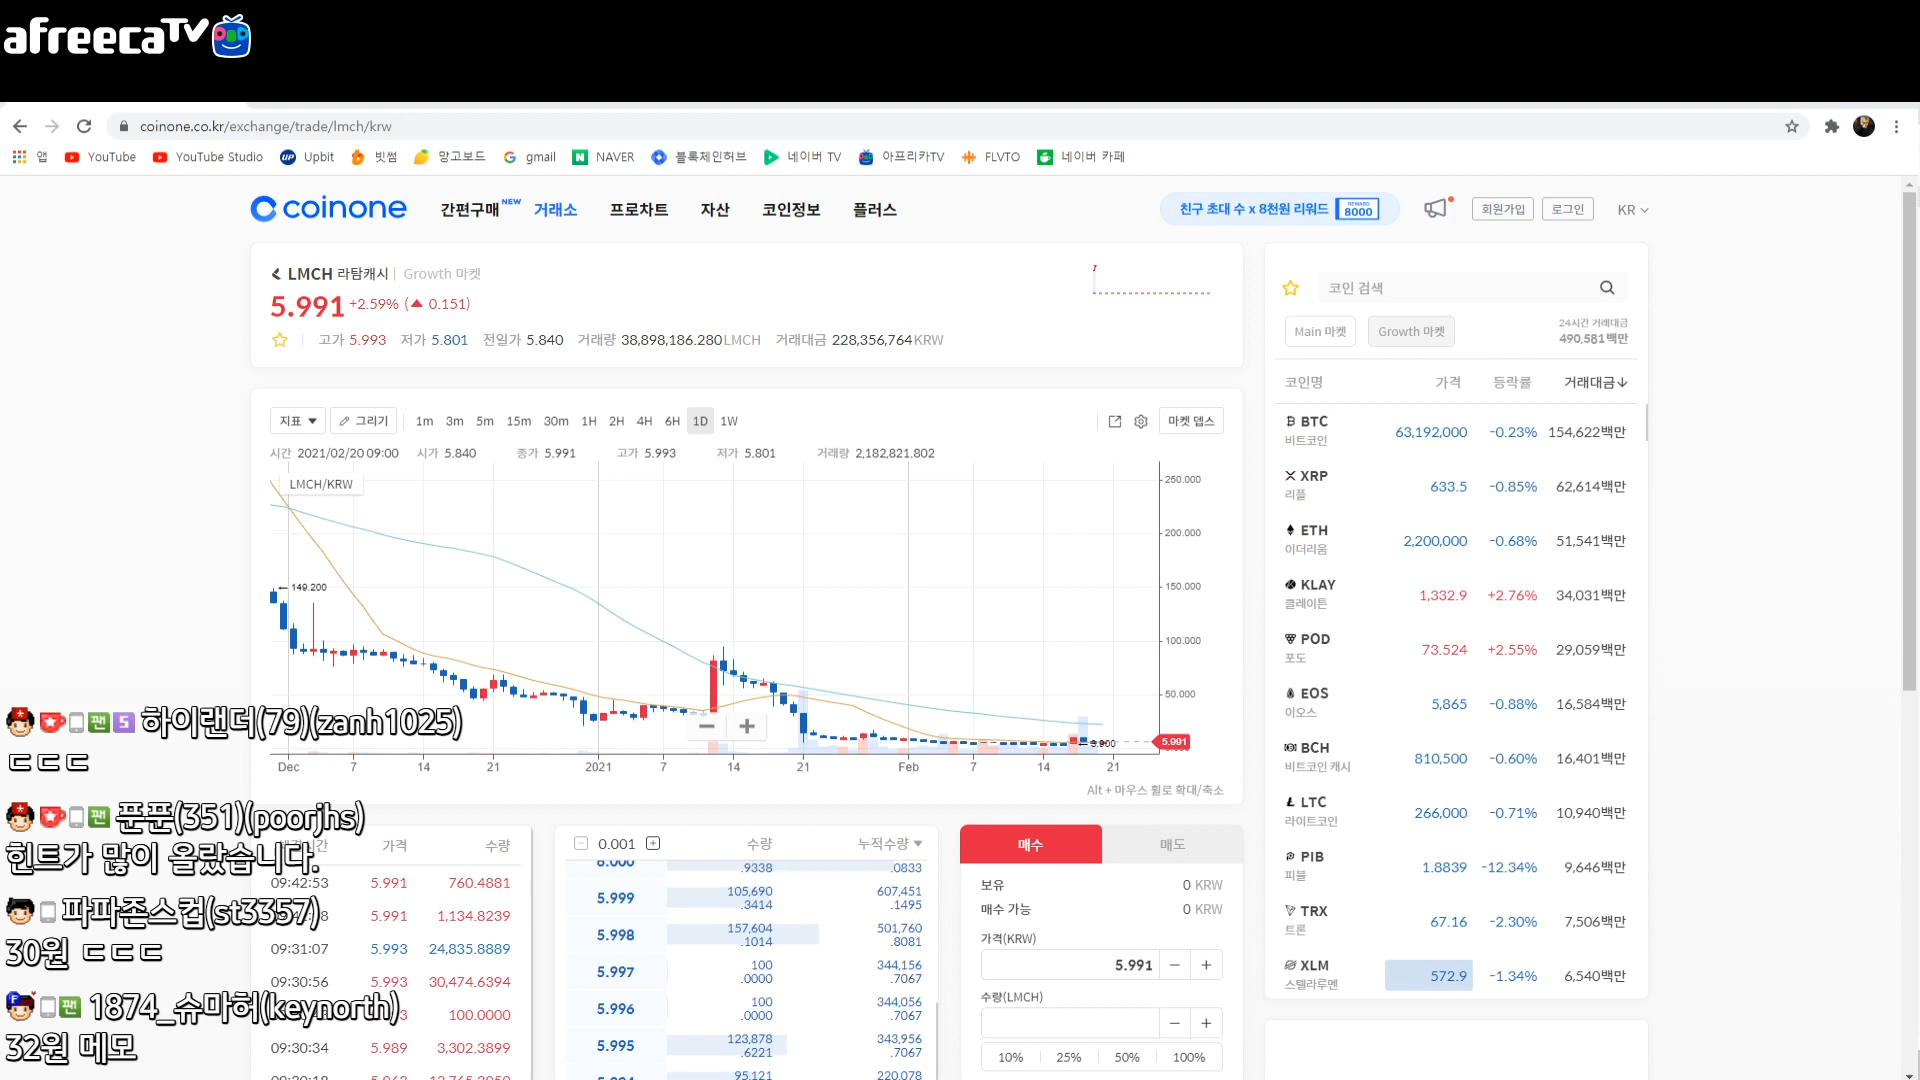 afreecaTV
coinone.co.kr/exchange/trade/lmch/krw
앱 YouTube YouTube Studio Upbit 빗썸 망고보드 gmail NAVER 블록체인허브 네이버 TV 아프리카TV FLVTO 네이버 카페
coinone 간편구매 NEW 거래소 프로차트 자산 코인정보 플러스 친구 초대 수 x 8천원 리워드 REWARD 8000 회원가입 로그인 KR
LMCH 라탐캐시 Growth 마켓
5.991 +2.59% (▲ 0.151)
고가 5.993 저가 5.801 전일가 5.840 거래량 38,898,186.280LMCH 거래대금 228,356,764KRW
지표 ▼ 그리기 1m 3m 5m 15m 30m 1H 2H 4H 6H 1D 1W 마켓 뎁스
시간 2021/02/20 09:00 시가 5.840 종가 5.991 고가 5.993 저가 5.801 거래량 2,182,821.802
LMCH/KRW
250.000
200.000
149.200
150.000
100.000
50.000
− +
3.900
5.991
Dec 7 14 21 2021 7 14 21 Feb 7 14 21
Alt + 마우스 휠로 확대/축소
코인 검색
Main 마켓 Growth 마켓
24시간 거래대금
490,581백만
코인명 가격 등락률 거래대금↓
BTC 63,192,000 -0.23% 154,622백만
비트코인
XRP 633.5 -0.85% 62,614백만
리플
ETH 2,200,000 -0.68% 51,541백만
이더리움
KLAY 1,332.9 +2.76% 34,031백만
클레이튼
POD 73.524 +2.55% 29,059백만
포도
EOS 5,865 -0.88% 16,584백만
이오스
BCH 810,500 -0.60% 16,401백만
비트코인 캐시
LTC 266,000 -0.71% 10,940백만
라이트코인
PIB 1.8839 -12.34% 9,646백만
피블
TRX 67.16 -2.30% 7,506백만
트론
XLM 572.9 -1.34% 6,540백만
스텔라루멘
하이랜더(79)(zanh1025)
ㄷㄷㄷ
푼푼(351)(poorjhs)
힌트가 많이 올랐습니다.
파파존스컵(st3357)
30원 ㄷㄷㄷ
1874_슈마허(keynorth)
32원 메모
시간 가격 수량
09:42:53 5.991 760.4881
5.991 1,134.8239
09:31:07 5.993 24,835.8889
09:30:56 5.993 30,474.6394
100.0000
09:30:34 5.989 3,302.3899
0.001 수량 누적수량 ▼
6.000 .9338 .0833
5.999 105,690.3414 607,451.1495
5.998 157,604.1014 501,760.8081
5.997 100.0000 344,156.7067
5.996 100.0000 344,056.7067
5.995 123,878.6221 343,956.7067
95,121 220,078
매수 매도
보유 0 KRW
매수 가능 0 KRW
가격(KRW)
5.991 − +
수량(LMCH)
− +
10% 25% 50% 100%